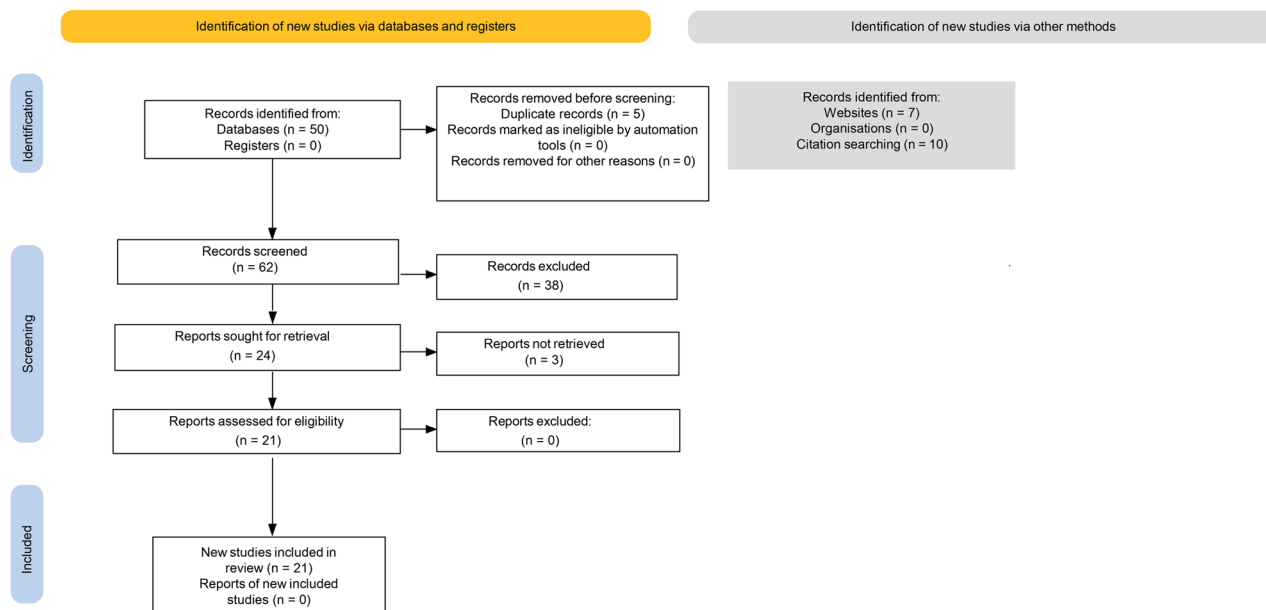 Identification of new studies via databases and registers
Identification of new studies via other methods
Identification
Records identified from:
Databases (n = 50)
Registers (n = 0)
Records removed before screening:
Duplicate records (n = 5)
Records marked as ineligible by automation
tools (n = 0)
Records removed for other reasons (n = 0)
Records identified from:
Websites (n = 7)
Organisations (n = 0)
Citation searching (n = 10)
Screening
Records screened
(n = 62)
Records excluded
(n = 38)
Reports sought for retrieval
(n = 24)
Reports not retrieved
(n = 3)
Reports assessed for eligibility
(n = 21)
Reports excluded:
(n = 0)
Included
New studies included in
review (n = 21)
Reports of new included
studies (n = 0)